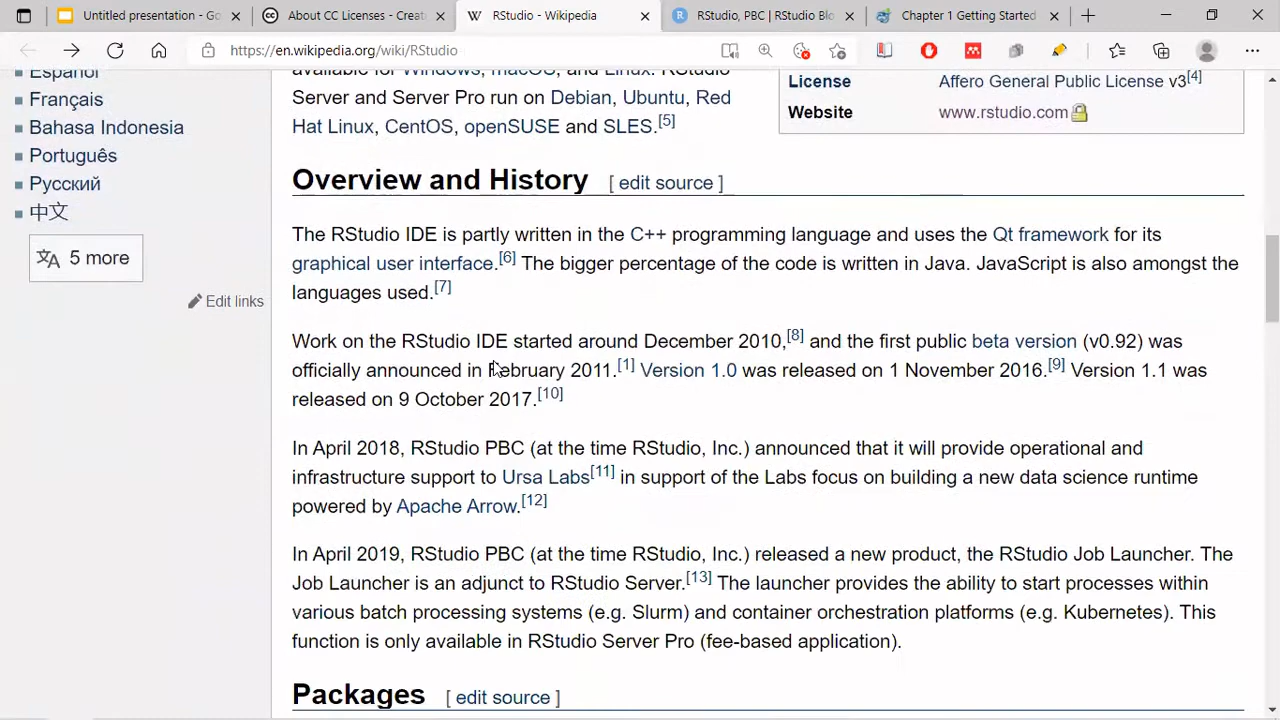 Untitled presentation - Go
About CC Licenses - Creati
RStudio - Wikipedia
RStudio, PBC | RStudio Blo
Chapter 1 Getting Started
https://en.wikipedia.org/wiki/RStudio
Español
Français
Bahasa Indonesia
Português
Русский
中文
5 more
Edit links
available for Windows, macOS, and Linux. RStudio
Server and Server Pro run on Debian, Ubuntu, Red
Hat Linux, CentOS, openSUSE and SLES.[5]
License Affero General Public License v3[4]
Website www.rstudio.com
Overview and History [ edit source ]
The RStudio IDE is partly written in the C++ programming language and uses the Qt framework for its
graphical user interface.[6] The bigger percentage of the code is written in Java. JavaScript is also amongst the
languages used.[7]
Work on the RStudio IDE started around December 2010,[8] and the first public beta version (v0.92) was
officially announced in February 2011.[1] Version 1.0 was released on 1 November 2016.[9] Version 1.1 was
released on 9 October 2017.[10]
In April 2018, RStudio PBC (at the time RStudio, Inc.) announced that it will provide operational and
infrastructure support to Ursa Labs[11] in support of the Labs focus on building a new data science runtime
powered by Apache Arrow.[12]
In April 2019, RStudio PBC (at the time RStudio, Inc.) released a new product, the RStudio Job Launcher. The
Job Launcher is an adjunct to RStudio Server.[13] The launcher provides the ability to start processes within
various batch processing systems (e.g. Slurm) and container orchestration platforms (e.g. Kubernetes). This
function is only available in RStudio Server Pro (fee-based application).
Packages [ edit source ]